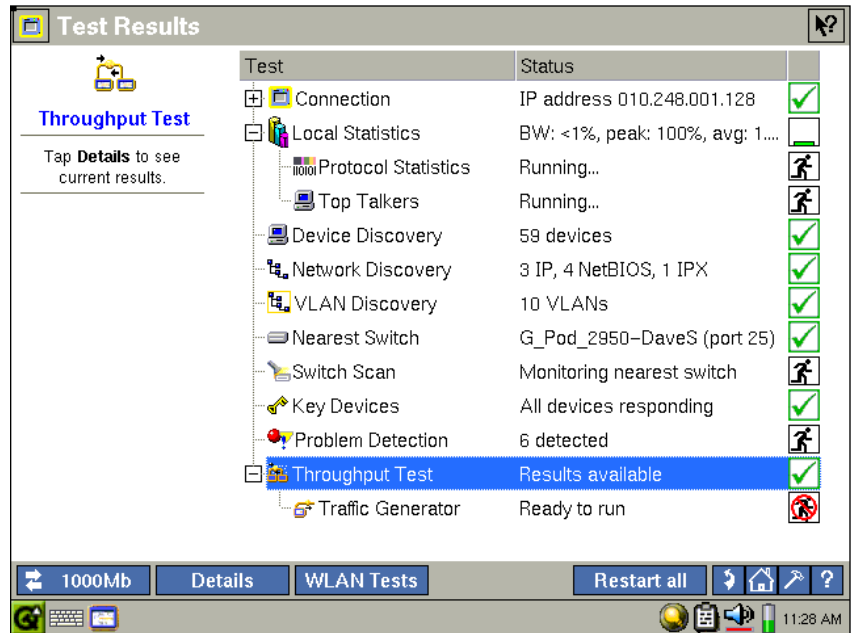 Test Results
?
Throughput Test
Tap Details to see
current results.
Test Status
Connection IP address 010.248.001.128
Local Statistics BW: <1%, peak: 100%, avg: 1....
Protocol Statistics Running...
Top Talkers Running...
Device Discovery 59 devices
Network Discovery 3 IP, 4 NetBIOS, 1 IPX
VLAN Discovery 10 VLANs
Nearest Switch G_Pod_2950-DaveS (port 25)
Switch Scan Monitoring nearest switch
Key Devices All devices responding
Problem Detection 6 detected
Throughput Test Results available
Traffic Generator Ready to run
1000Mb Details WLAN Tests Restart all ?
11:28 AM